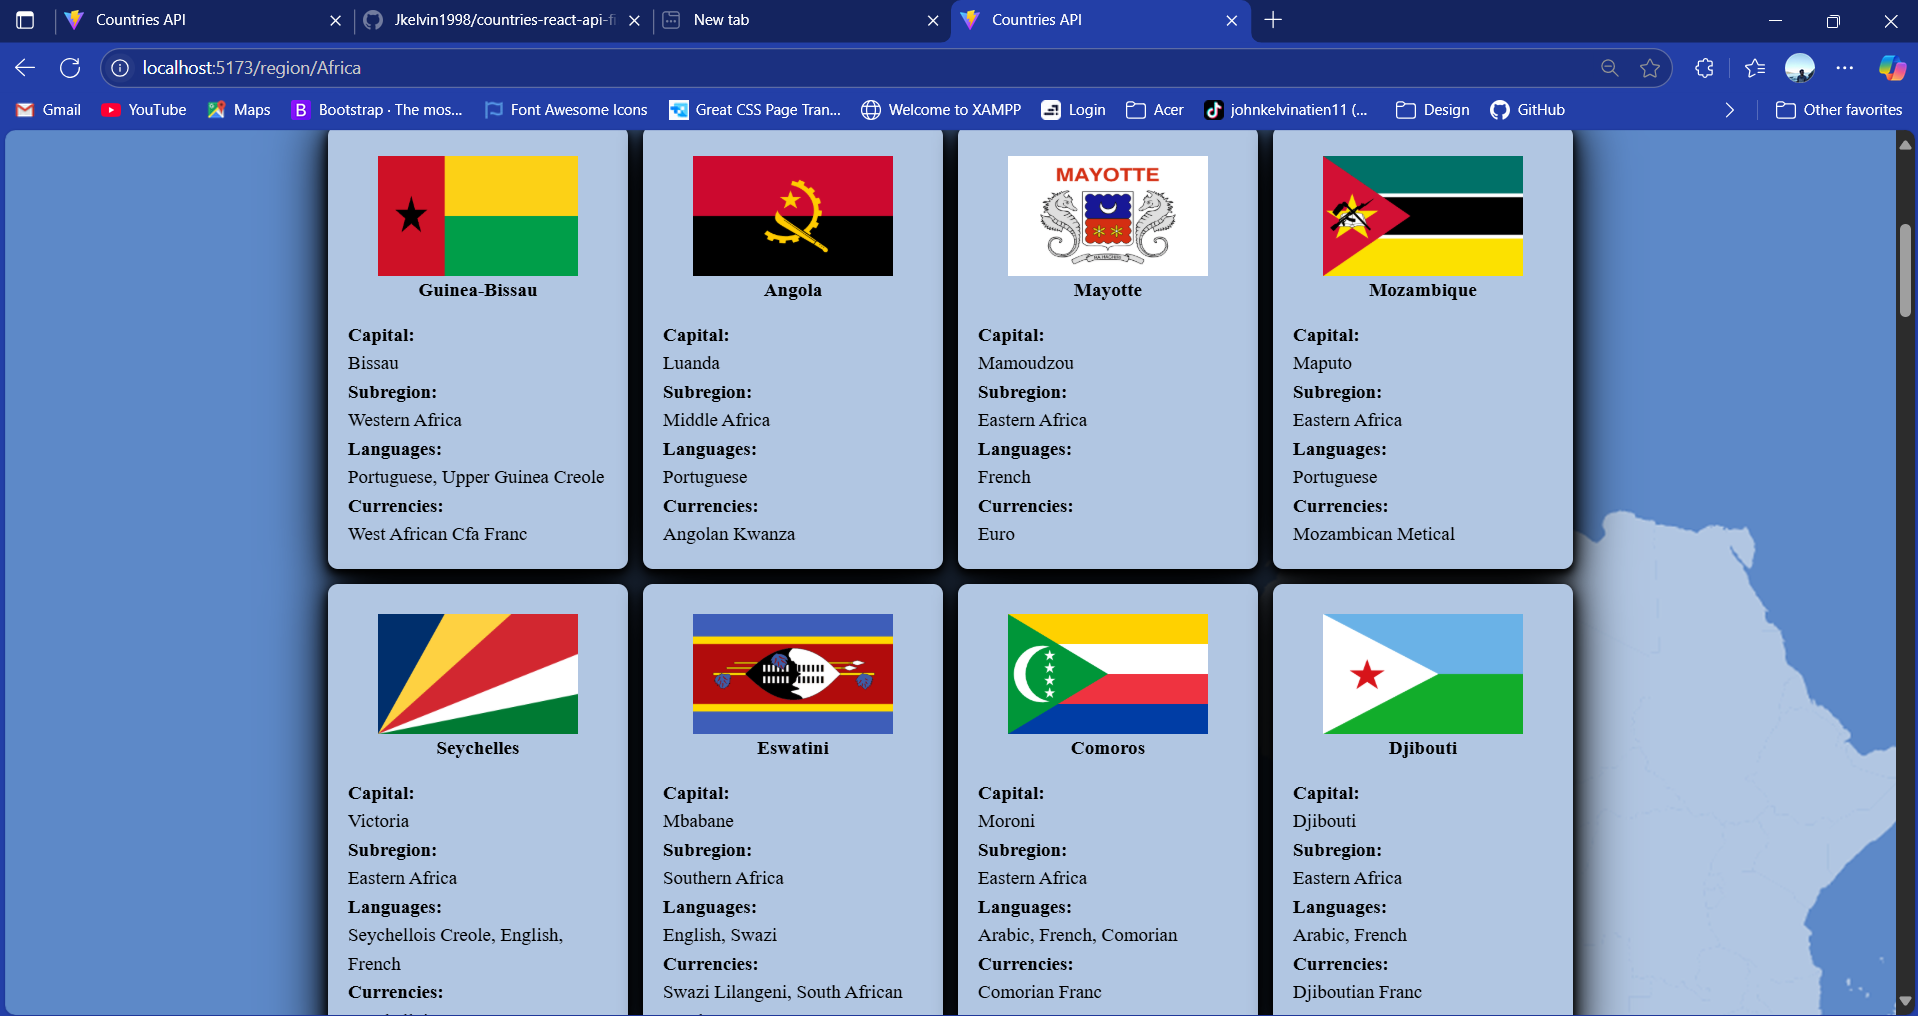 Countries API
Jkelvin1998/countries-react-api-fi
New tab
Countries API
localhost:5173/region/Africa
Gmail
YouTube
Maps
Bootstrap · The mos...
Font Awesome Icons
Great CSS Page Tran...
Welcome to XAMPP
Login
Acer
johnkelvinatien11 (...
Design
GitHub
Other favorites
MAYOTTE
Guinea-Bissau
Capital:
Bissau
Subregion:
Western Africa
Languages:
Portuguese, Upper Guinea Creole
Currencies:
West African Cfa Franc
Angola
Capital:
Luanda
Subregion:
Middle Africa
Languages:
Portuguese
Currencies:
Angolan Kwanza
Mayotte
Capital:
Mamoudzou
Subregion:
Eastern Africa
Languages:
French
Currencies:
Euro
Mozambique
Capital:
Maputo
Subregion:
Eastern Africa
Languages:
Portuguese
Currencies:
Mozambican Metical
Seychelles
Capital:
Victoria
Subregion:
Eastern Africa
Languages:
Seychellois Creole, English,
French
Currencies:
Eswatini
Capital:
Mbabane
Subregion:
Southern Africa
Languages:
English, Swazi
Currencies:
Swazi Lilangeni, South African
Comoros
Capital:
Moroni
Subregion:
Eastern Africa
Languages:
Arabic, French, Comorian
Currencies:
Comorian Franc
Djibouti
Capital:
Djibouti
Subregion:
Eastern Africa
Languages:
Arabic, French
Currencies:
Djiboutian Franc